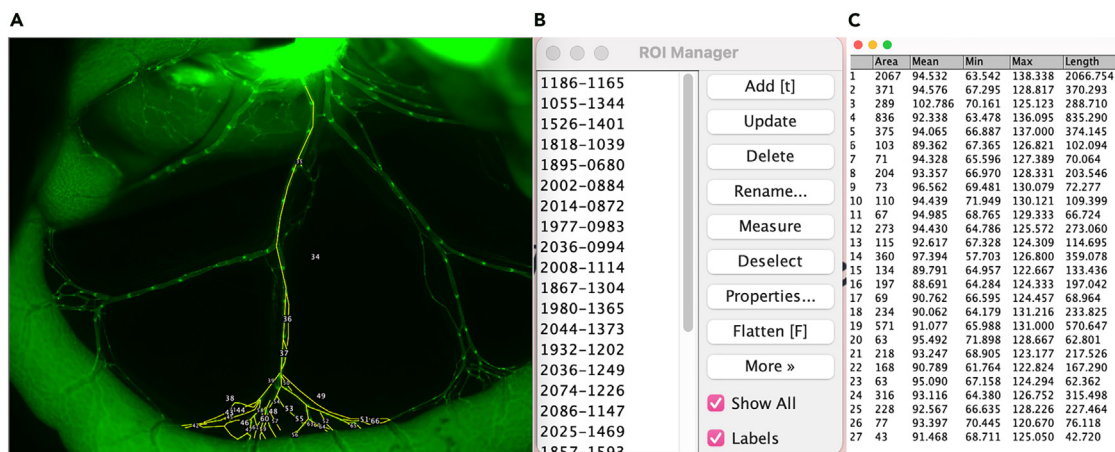 A
B
C
34
36
37
38
49
53
55
51 66
46
60
ROI Manager
1186-1165
1055-1344
1526-1401
1818-1039
1895-0680
2002-0884
2014-0872
1977-0983
2036-0994
2008-1114
1867-1304
1980-1365
2044-1373
1932-1202
2036-1249
2074-1226
2086-1147
2025-1469
1857-1593
Add [t]
Update
Delete
Rename...
Measure
Deselect
Properties...
Flatten [F]
More »
Show All
Labels
Area Mean Min Max Length
1 2067 94.532 63.542 138.338 2066.754
2 371 94.576 67.295 128.817 370.293
3 289 102.786 70.161 125.123 288.710
4 836 92.338 63.478 136.095 835.290
5 375 94.065 66.887 137.000 374.145
6 103 89.362 67.365 126.821 102.094
7 71 94.328 65.596 127.389 70.064
8 204 93.357 66.970 128.331 203.546
9 73 96.562 69.481 130.079 72.277
10 110 94.439 71.949 130.121 109.399
11 67 94.985 68.765 129.333 66.724
12 273 94.430 64.786 125.572 273.060
13 115 92.617 67.328 124.309 114.695
14 360 97.394 57.703 126.800 359.078
15 134 89.791 64.957 122.667 133.436
16 197 88.691 64.284 124.333 197.042
17 69 90.762 66.595 124.457 68.964
18 234 90.062 64.179 131.216 233.825
19 571 91.077 65.988 131.000 570.647
20 63 95.492 71.898 128.667 62.801
21 218 93.247 68.905 123.177 217.526
22 168 90.789 61.764 122.824 167.290
23 63 95.090 67.158 124.294 62.362
24 316 93.116 64.380 126.752 315.498
25 228 92.567 66.635 128.226 227.464
26 77 93.397 70.445 120.670 76.118
27 43 91.468 68.711 125.050 42.720